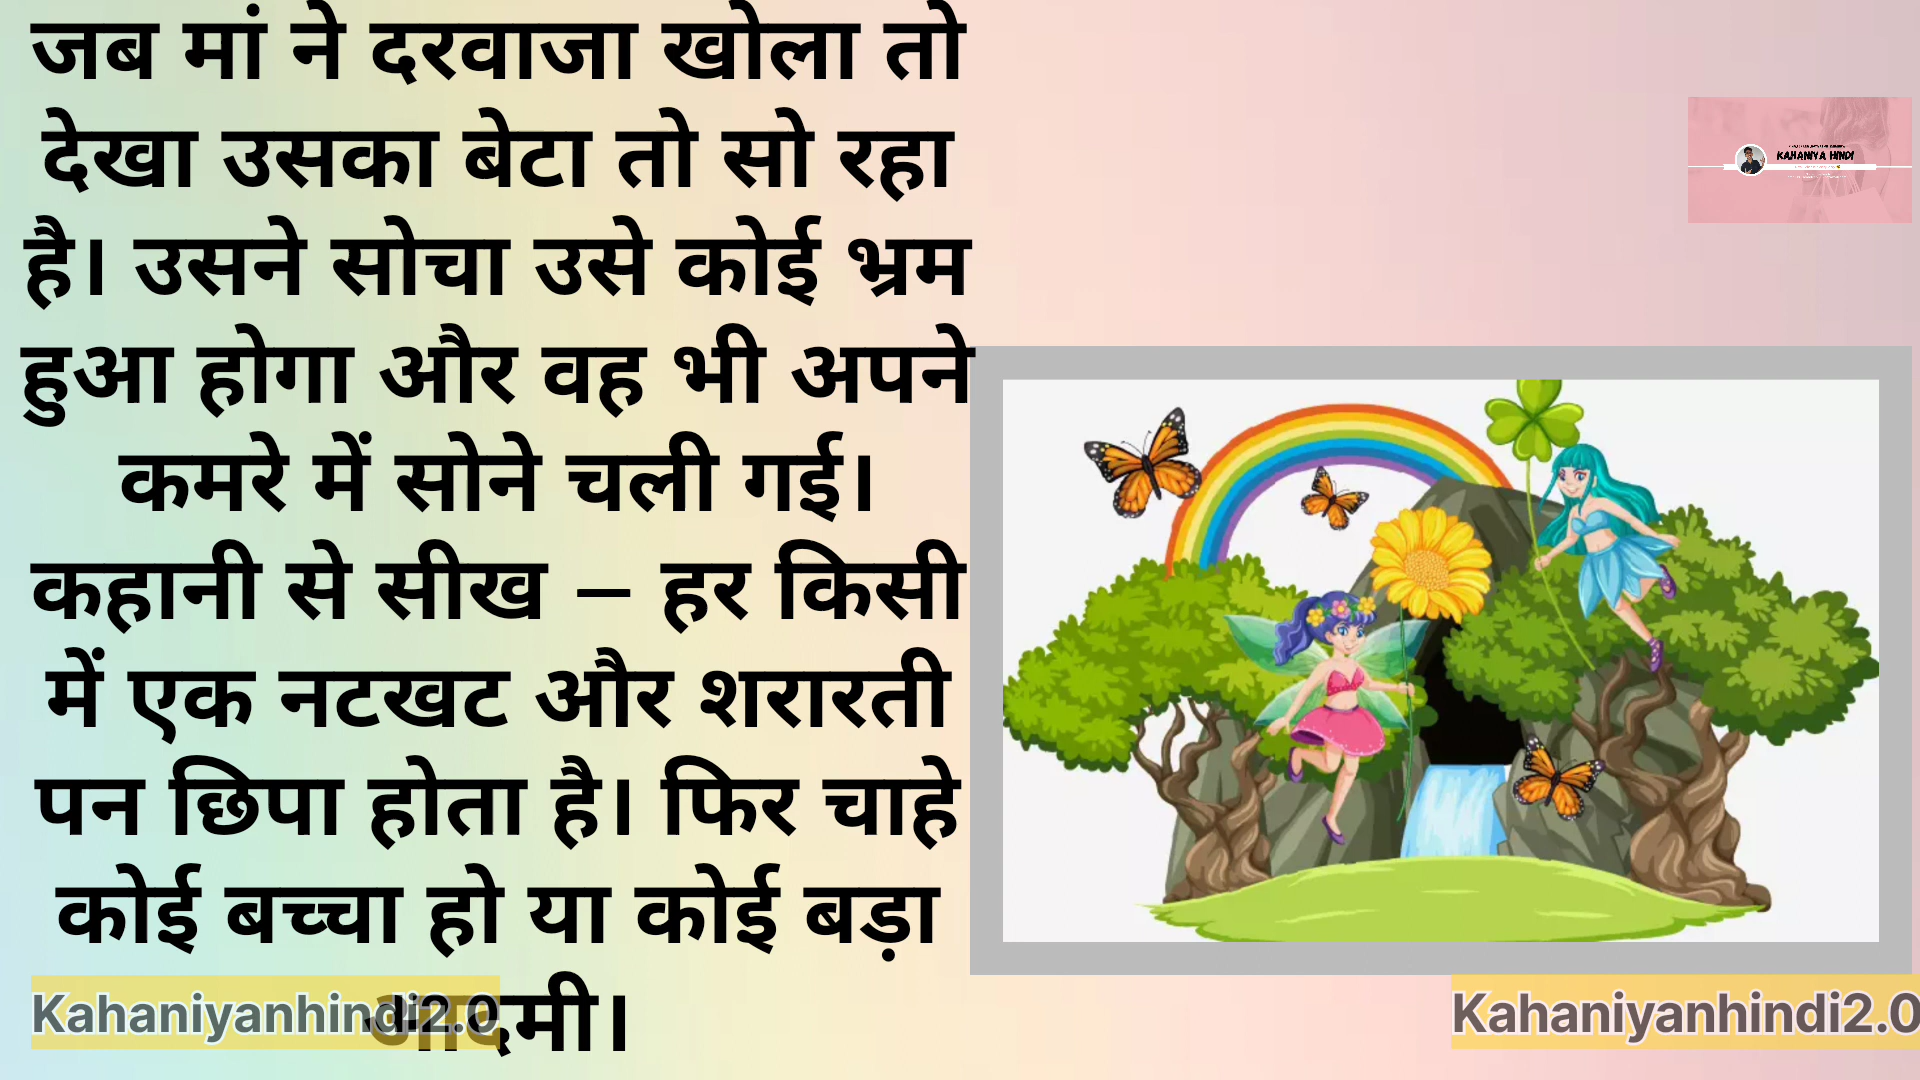 जब मां ने दरवाजा खोला तो
देखा उसका बेटा तो सो रहा
है। उसने सोचा उसे कोई भ्रम
हुआ होगा और वह भी अपने
कमरे में सोने चली गई।
कहानी से सीख – हर किसी
में एक नटखट और शरारती
पन छिपा होता है। फिर चाहे
कोई बच्चा हो या कोई बड़ा
आदमी।
Kahaniyanhindi2.0
Kahaniyanhindi2.0
KAHANIYA HINDI